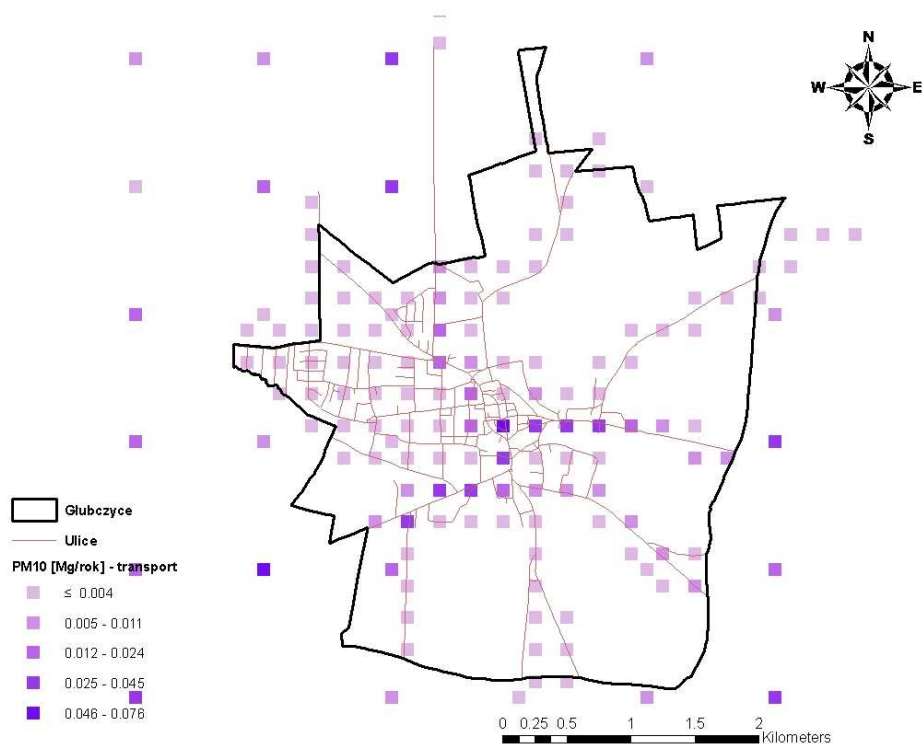 N
W E
S
Głubczyce
Ulice
PM10 [Mg/rok] - transport
≤ 0.004
0.005 - 0.011
0.012 - 0.024
0.025 - 0.045
0.046 - 0.076
0 0.25 0.5 1 1.5 2
Kilometers